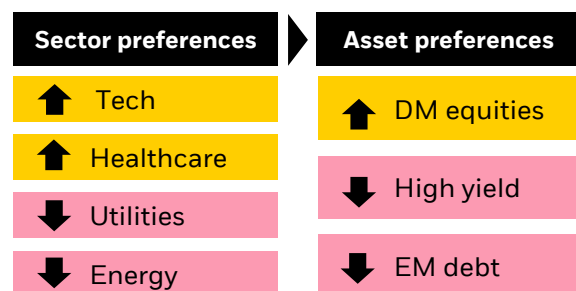 Sector preferences
Tech
Healthcare
Utilities
Energy
Asset preferences
DM equities
High yield
EM debt